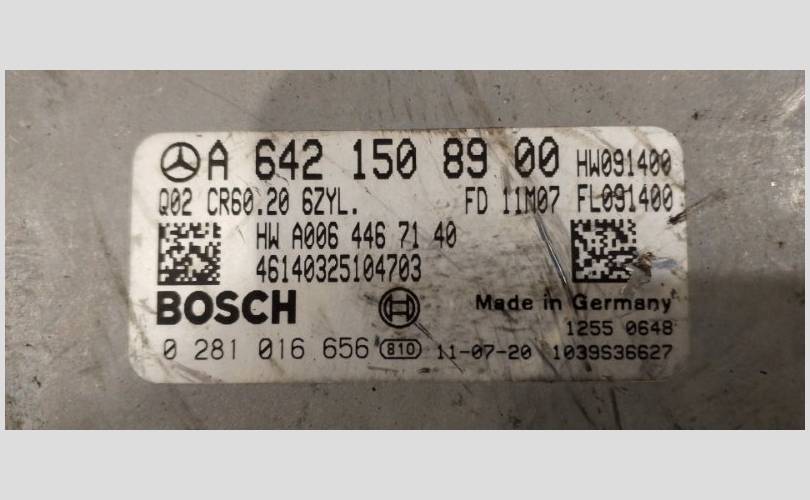 A 642 150 89 00 HW091400
Q02 CR60.20 6ZYL. FD 11M07 FL091400
HW A006 446 71 40
46140325104703
BOSCH Made in Germany
1255 0648
0 281 016 656 810 11-07-20 1039S36627